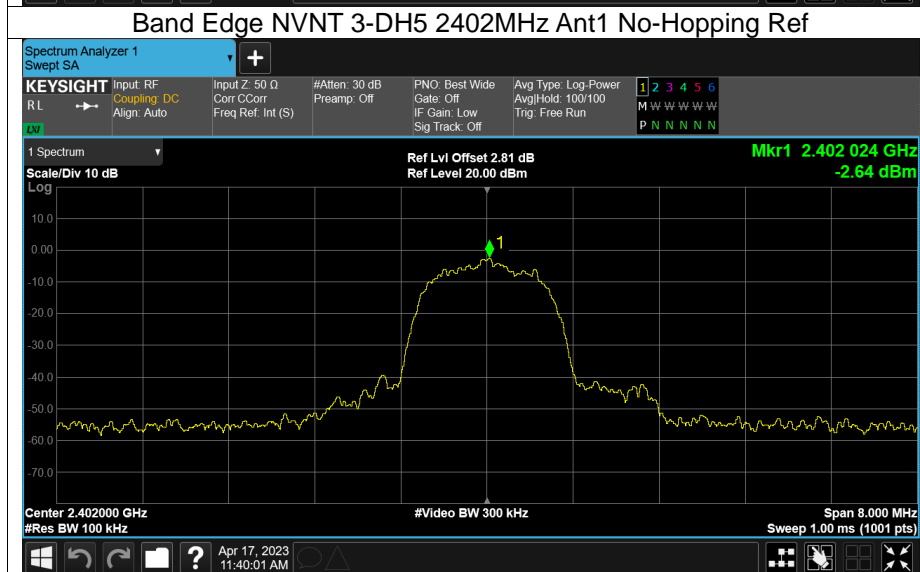 Band Edge NVNT 3-DH5 2402MHz Ant1 No-Hopping Ref
Spectrum Analyzer 1
Swept SA
KEYSIGHT
R L
LXI
Input: RF
Coupling: DC
Align: Auto
Input Z: 50 Ω
Corr CCorr
Freq Ref: Int (S)
#Atten: 30 dB
Preamp: Off
PNO: Best Wide
Gate: Off
IF Gain: Low
Sig Track: Off
Avg Type: Log-Power
Avg|Hold: 100/100
Trig: Free Run
1 2 3 4 5 6
M W W W W W
P N N N N N
1 Spectrum
Scale/Div 10 dB
Ref Lvl Offset 2.81 dB
Ref Level 20.00 dBm
Mkr1 2.402 024 GHz
-2.64 dBm
Log
10.0
0.00
-10.0
-20.0
-30.0
-40.0
-50.0
-60.0
-70.0
1
Center 2.402000 GHz
#Res BW 100 kHz
#Video BW 300 kHz
Span 8.000 MHz
Sweep 1.00 ms (1001 pts)
?
Apr 17, 2023
11:40:01 AM